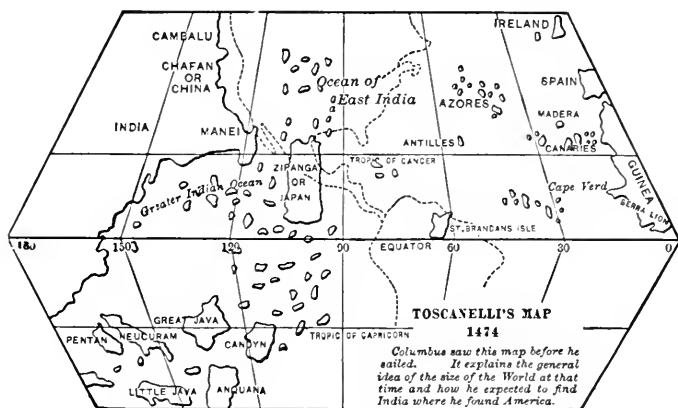 IRELAND
CAMBALU
CHAFAN
OR
CHINA
Ocean of
East India
SPAIN
AZORES
MADERA
INDIA
MANEI
ANTILLES
CANARIES
TROPIC OF CANCER
ZIPANGA
OR
JAPAN
GUINEA
Greater Indian Ocean
Cape Verd
SERRA LION
ST. BRANDANS ISLE
180
150
120
90
EQUATOR
60
30
0
GREAT JAVA
TOSCANELLI'S MAP
1474
PENTAN
NEUCURAM
CANDYN
TROPIC OF CAPRICORN
Columbus saw this map before he
sailed. It explains the general
idea of the size of the World at that
time and how he expected to find
India where he found America.
LITTLE JAVA
ANQUANA